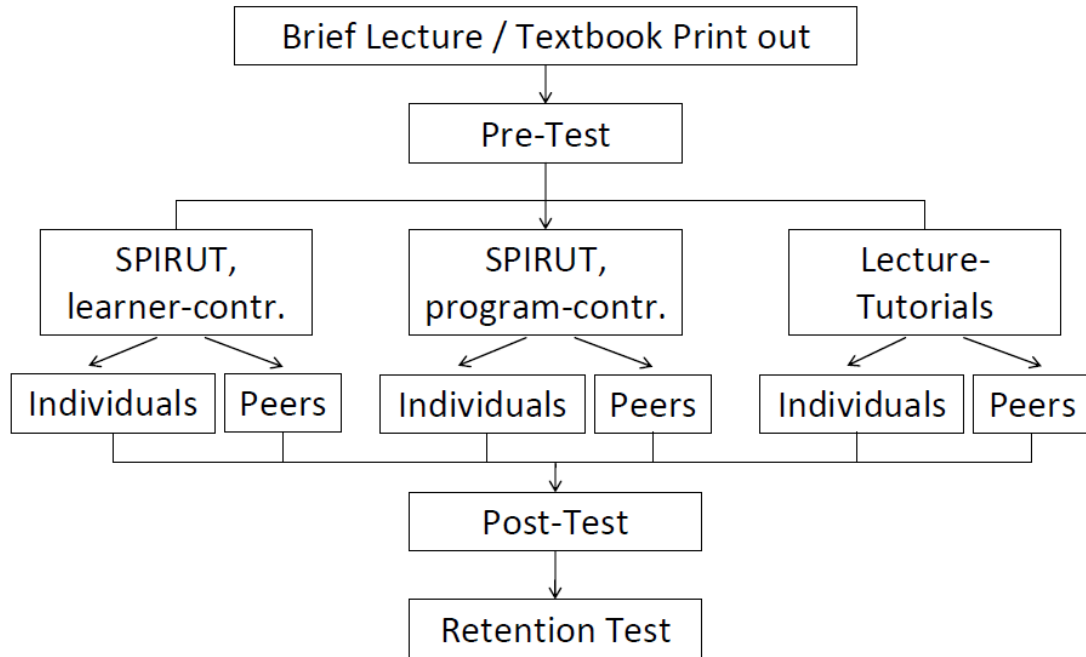 Brief Lecture / Textbook Print out
Pre-Test
SPIRUT,
learner-contr.
SPIRUT,
program-contr.
Lecture-
Tutorials
Individuals
Peers
Individuals
Peers
Individuals
Peers
Post-Test
Retention Test